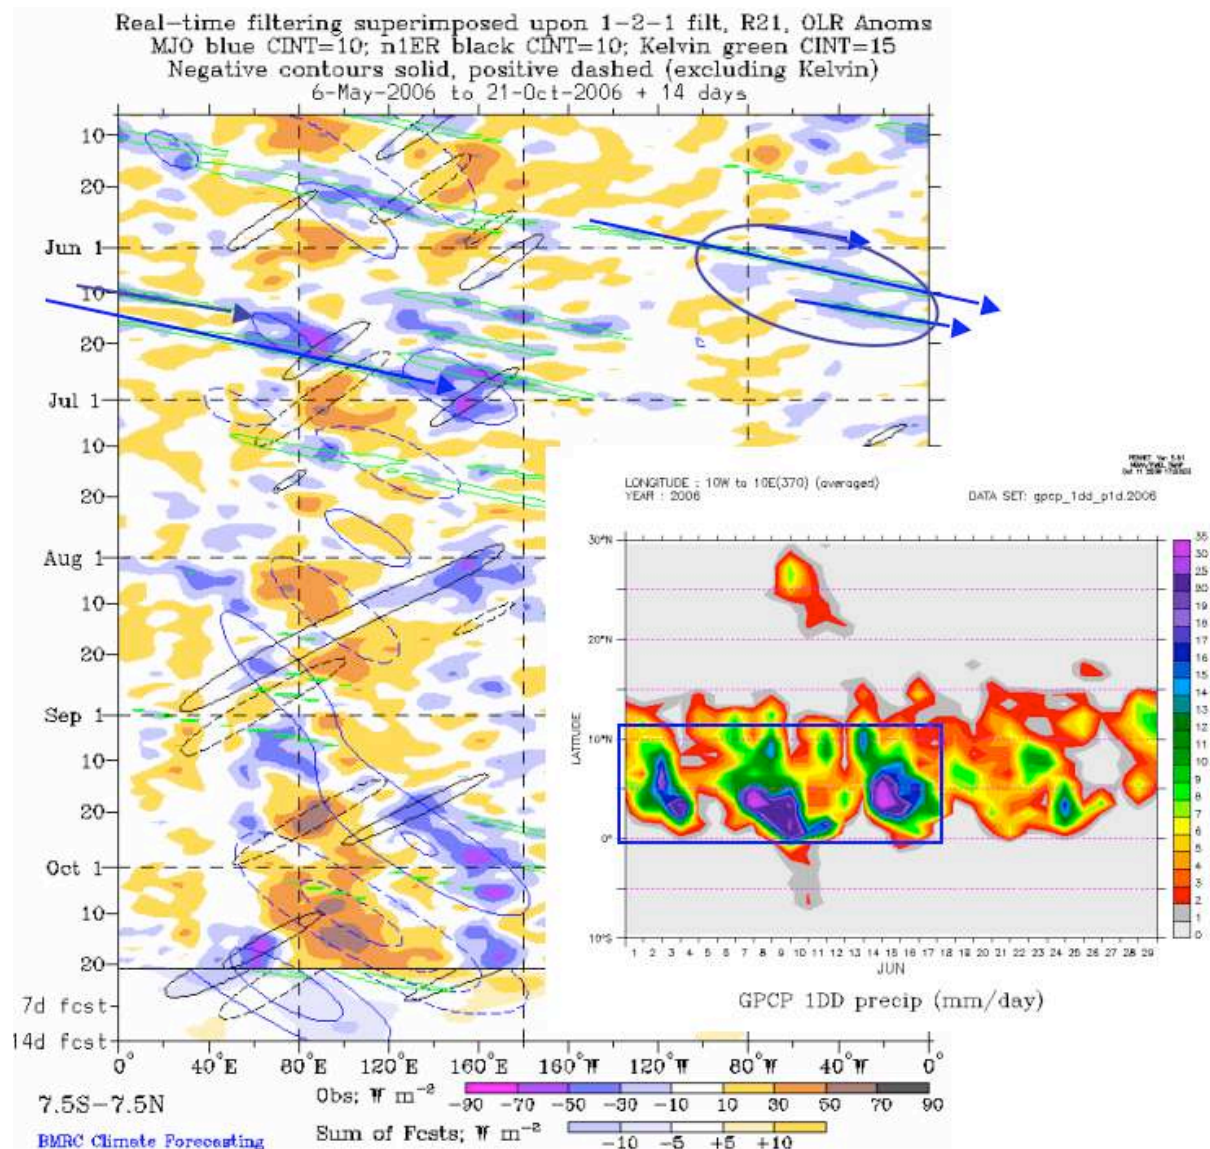 Real-time filtering superimposed upon 1-2-1 filt, R21, OLR Anoms
MJO blue CINT=10; n1ER black CINT=10; Kelvin green CINT=15
Negative contours solid, positive dashed (excluding Kelvin)
6-May-2006 to 21-Oct-2006 + 14 days
10
20
Jun 1
10
20
Jul 1
10
20
Aug 1
10
20
Sep 1
10
20
Oct 1
10
20
7d fcst
14d fcst
0° 40°E 80°E 120°E 160°E 160°W 120°W 80°W 40°W 0°
7.5S-7.5N
BMRC Climate Forecasting
Obs; W m-2
-90 -70 -50 -30 -10 10 30 50 70 90
Sum of Fcsts; W m-2
-10 -5 +5 +10
LONGITUDE : 10W to 10E(370) (averaged)
YEAR : 2006
DATA SET: gpcp_1dd_p1d.2006
30°N
20°N
10°N
0°
10°S
LATITUDE
1 2 3 4 5 6 7 8 9 10 11 12 13 14 15 16 17 18 19 20 21 22 23 24 25 26 27 28 29
JUN
GPCP 1DD precip (mm/day)
35
30
25
19
18
17
16
15
14
13
12
11
10
9
8
7
6
5
4
3
2
1
0